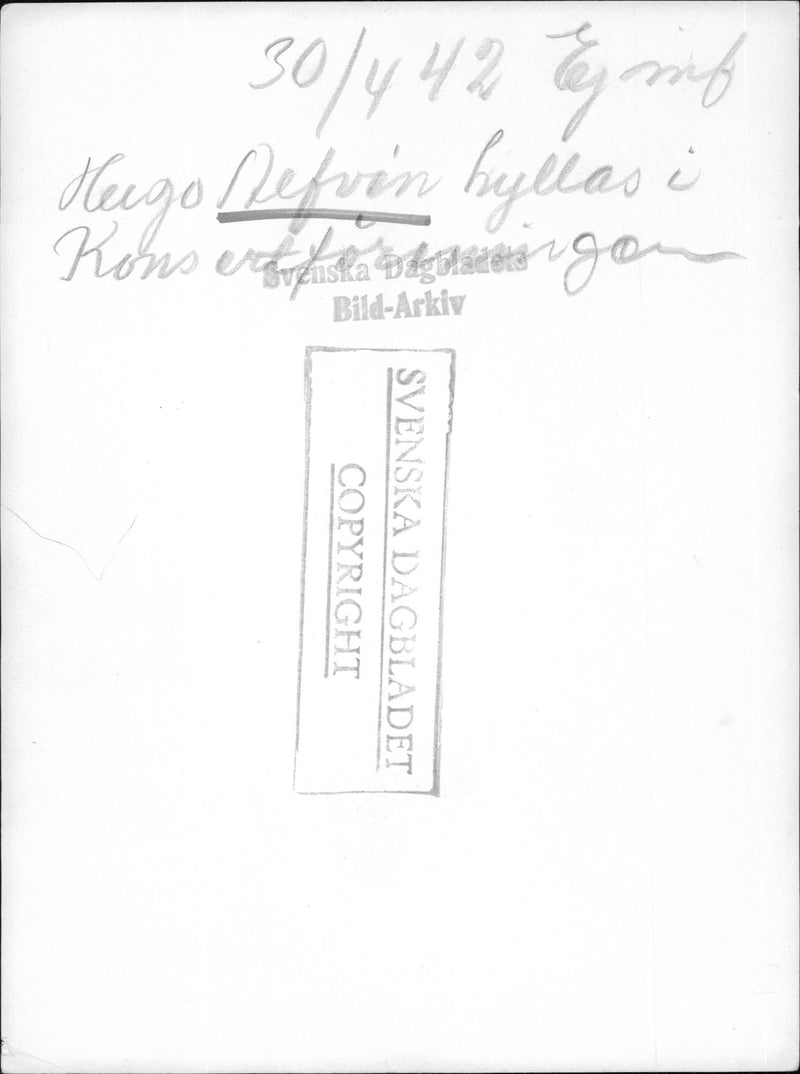 30/4 42 Ej inf
Hugo Alfvén hyllas i
Konsertföreningen
Svenska Dagbladets
Bild-Arkiv
SVENSKA DAGBLADET
COPYRIGHT